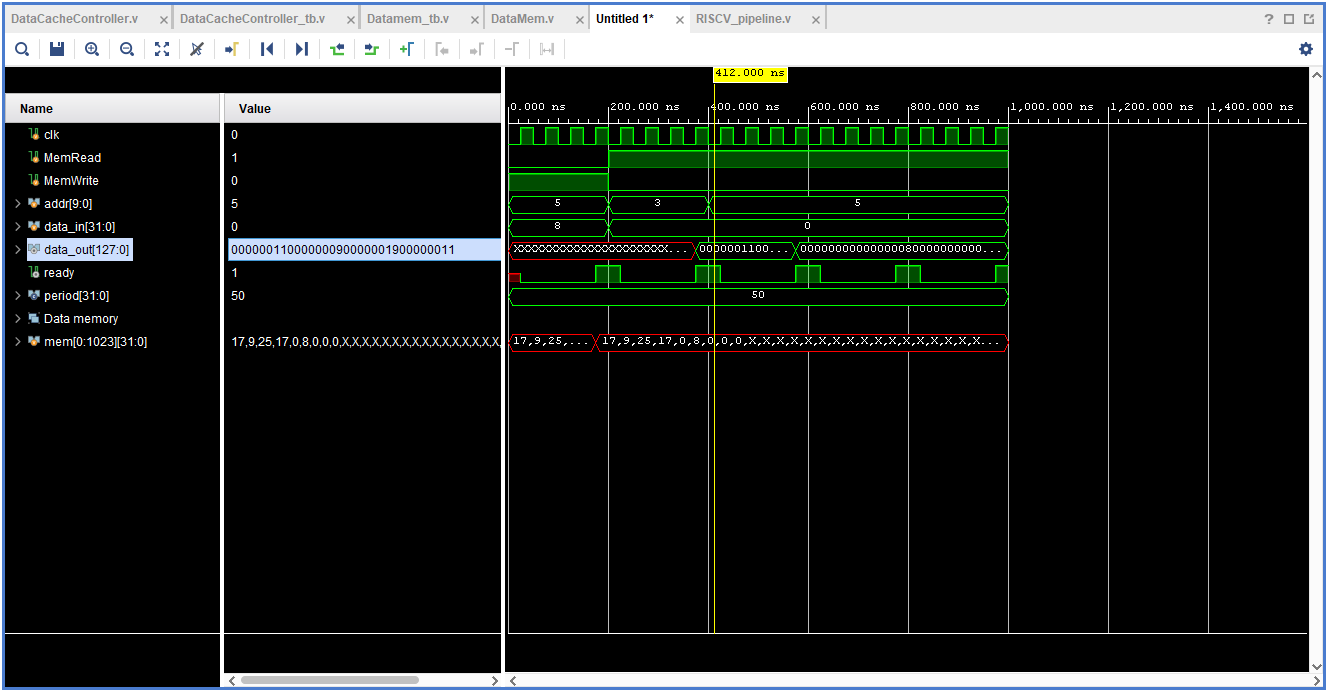 DataCacheController.v × DataCacheController_tb.v × Datamem_tb.v × DataMem.v × Untitled 1* × RISCV_pipeline.v × ?
412.000 ns
Name Value 0.000 ns 200.000 ns 400.000 ns 600.000 ns 800.000 ns 1,000.000 ns 1,200.000 ns 1,400.000 ns
clk 0
MemRead 1
MemWrite 0
addr[9:0] 5 5 3 5
data_in[31:0] 0 8 0
data_out[127:0] 00000011000000090000001900000011 XXXXXXXXXXXXXXXXXXXXXX... 0000001100... 00000000000000080000000000...
ready 1
period[31:0] 50 50
Data memory
mem[0:1023][31:0] 17,9,25,17,0,8,0,0,0,X,X,X,X,X,X,X,X,X,X,X,X,X,X,X,X 17,9,25,... 17,9,25,17,0,8,0,0,0,X,X,X,X,X,X,X,X,X,X,X,X,X...